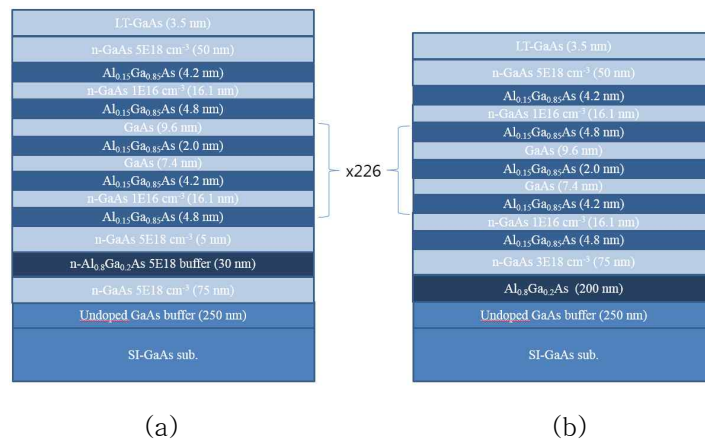 LT-GaAs (3.5 nm)
n-GaAs 5E18 cm⁻³ (50 nm)
Al₀.₁₅Ga₀.₈₅As (4.2 nm)
n-GaAs 1E16 cm⁻³ (16.1 nm)
Al₀.₁₅Ga₀.₈₅As (4.8 nm)
GaAs (9.6 nm)
Al₀.₁₅Ga₀.₈₅As (2.0 nm)
GaAs (7.4 nm)
Al₀.₁₅Ga₀.₈₅As (4.2 nm)
n-GaAs 1E16 cm⁻³ (16.1 nm)
Al₀.₁₅Ga₀.₈₅As (4.8 nm)
n-GaAs 5E18 cm⁻³ (5 nm)
n-Al₀.₈Ga₀.₂As 5E18 buffer (30 nm)
n-GaAs 5E18 cm⁻³ (75 nm)
Undoped GaAs buffer (250 nm)
SI-GaAs sub.
(a)
x226
LT-GaAs (3.5 nm)
n-GaAs 5E18 cm⁻³ (50 nm)
Al₀.₁₅Ga₀.₈₅As (4.2 nm)
n-GaAs 1E16 cm⁻³ (16.1 nm)
Al₀.₁₅Ga₀.₈₅As (4.8 nm)
GaAs (9.6 nm)
Al₀.₁₅Ga₀.₈₅As (2.0 nm)
GaAs (7.4 nm)
Al₀.₁₅Ga₀.₈₅As (4.2 nm)
n-GaAs 1E16 cm⁻³ (16.1 nm)
Al₀.₁₅Ga₀.₈₅As (4.8 nm)
n-GaAs 3E18 cm⁻³ (75 nm)
Al₀.₈Ga₀.₂As (200 nm)
Undoped GaAs buffer (250 nm)
SI-GaAs sub.
(b)